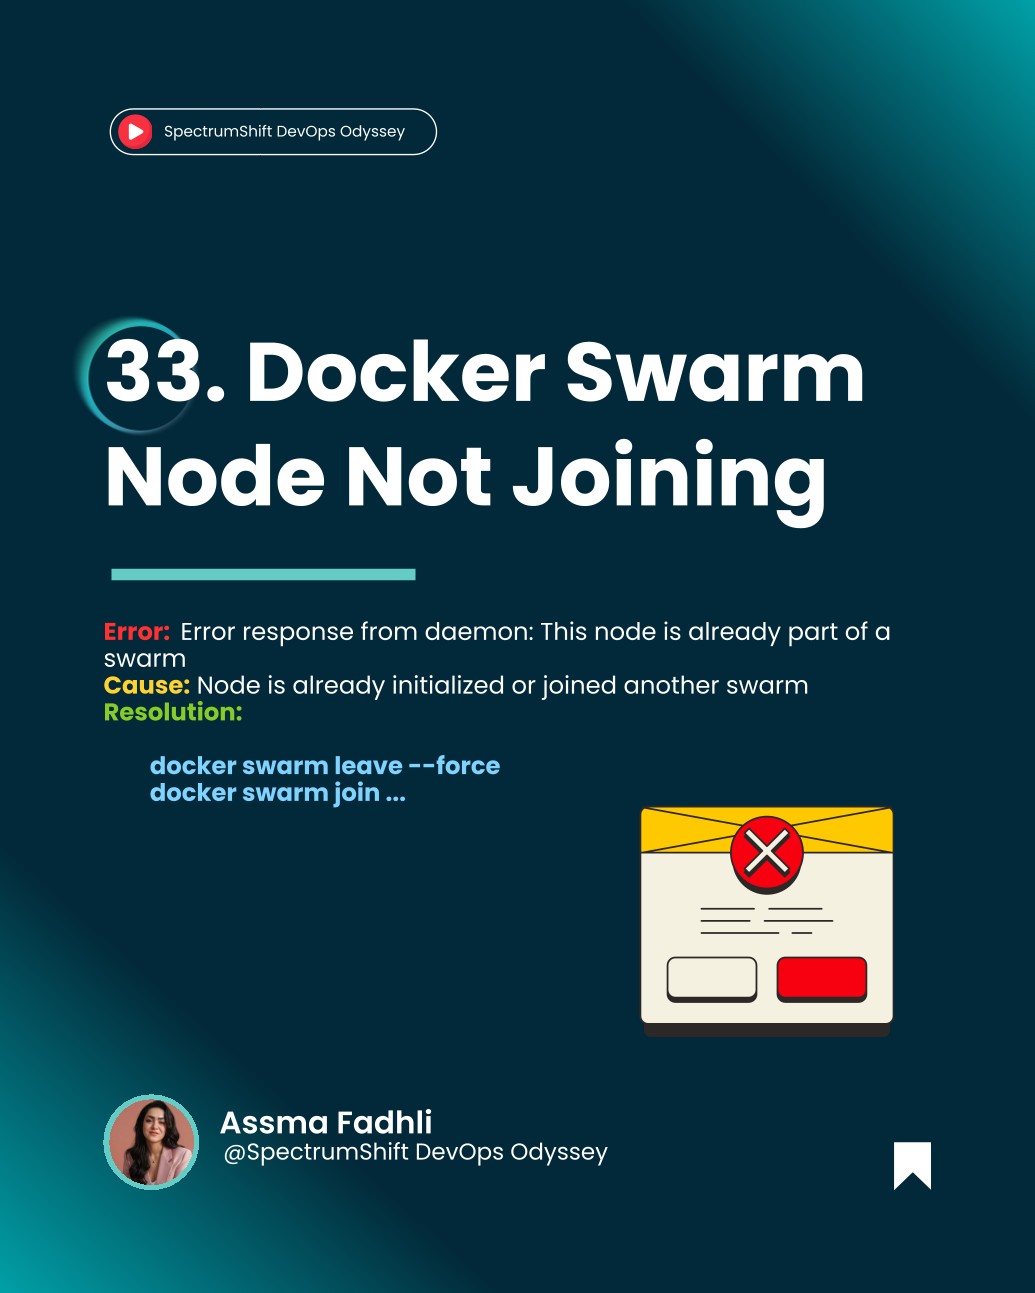 SpectrumShift DevOps Odyssey
33. Docker Swarm
Node Not Joining
Error: Error response from daemon: This node is already part of a
swarm
Cause: Node is already initialized or joined another swarm
Resolution:
docker swarm leave --force
docker swarm join ...
Assma Fadhli
@SpectrumShift DevOps Odyssey